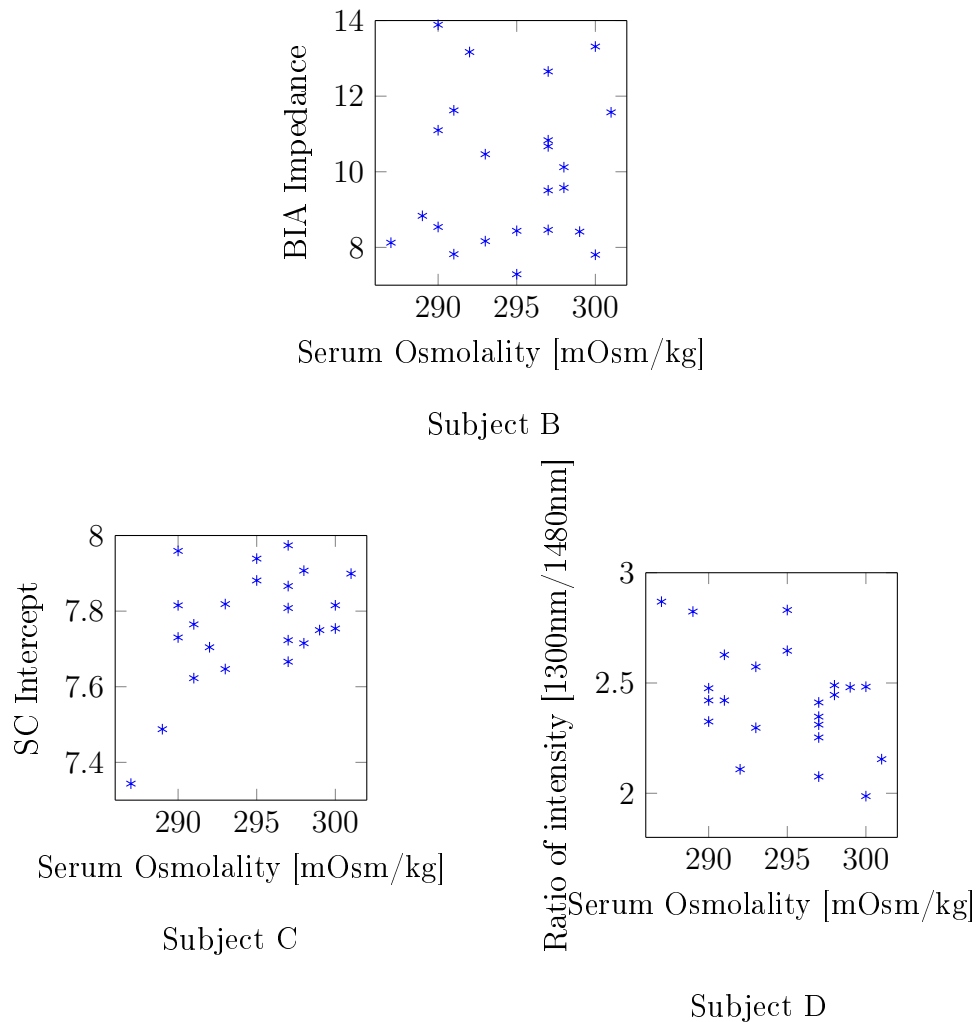 14
12
10
8
BIA Impedance
290 295 300
Serum Osmolality [mOsm/kg]
Subject B
8
7.8
7.6
7.4
SC Intercept
290 295 300
Serum Osmolality [mOsm/kg]
Subject C
3
2.5
2
Ratio of intensity [1300nm/1480nm]
290 295 300
Serum Osmolality [mOsm/kg]
Subject D